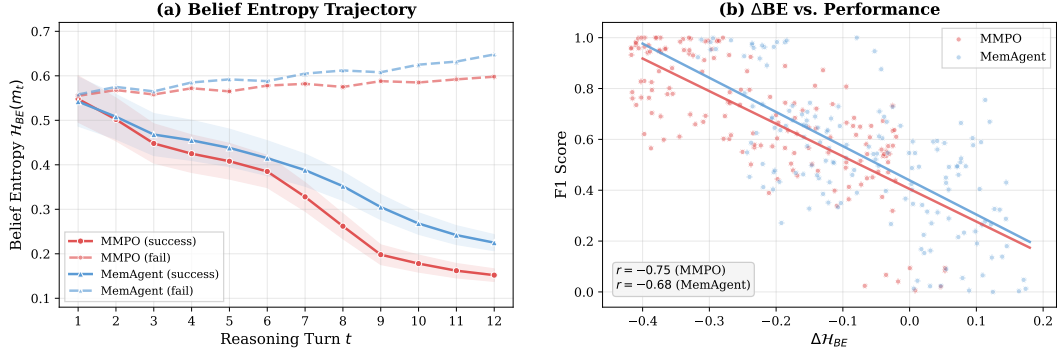 (a) Belief Entropy Trajectory
0.7
0.6
0.5
0.4
0.3
0.2
0.1
Belief Entropy $\mathcal{H}_{BE}(m_t)$
MMPO (success)
MMPO (fail)
MemAgent (success)
MemAgent (fail)
1 2 3 4 5 6 7 8 9 10 11 12
Reasoning Turn t
(b) ΔBE vs. Performance
1.0
0.8
0.6
0.4
0.2
0.0
F1 Score
MMPO
MemAgent
r = −0.75 (MMPO)
r = −0.68 (MemAgent)
−0.4 −0.3 −0.2 −0.1 0.0 0.1 0.2
$\Delta\mathcal{H}_{BE}$